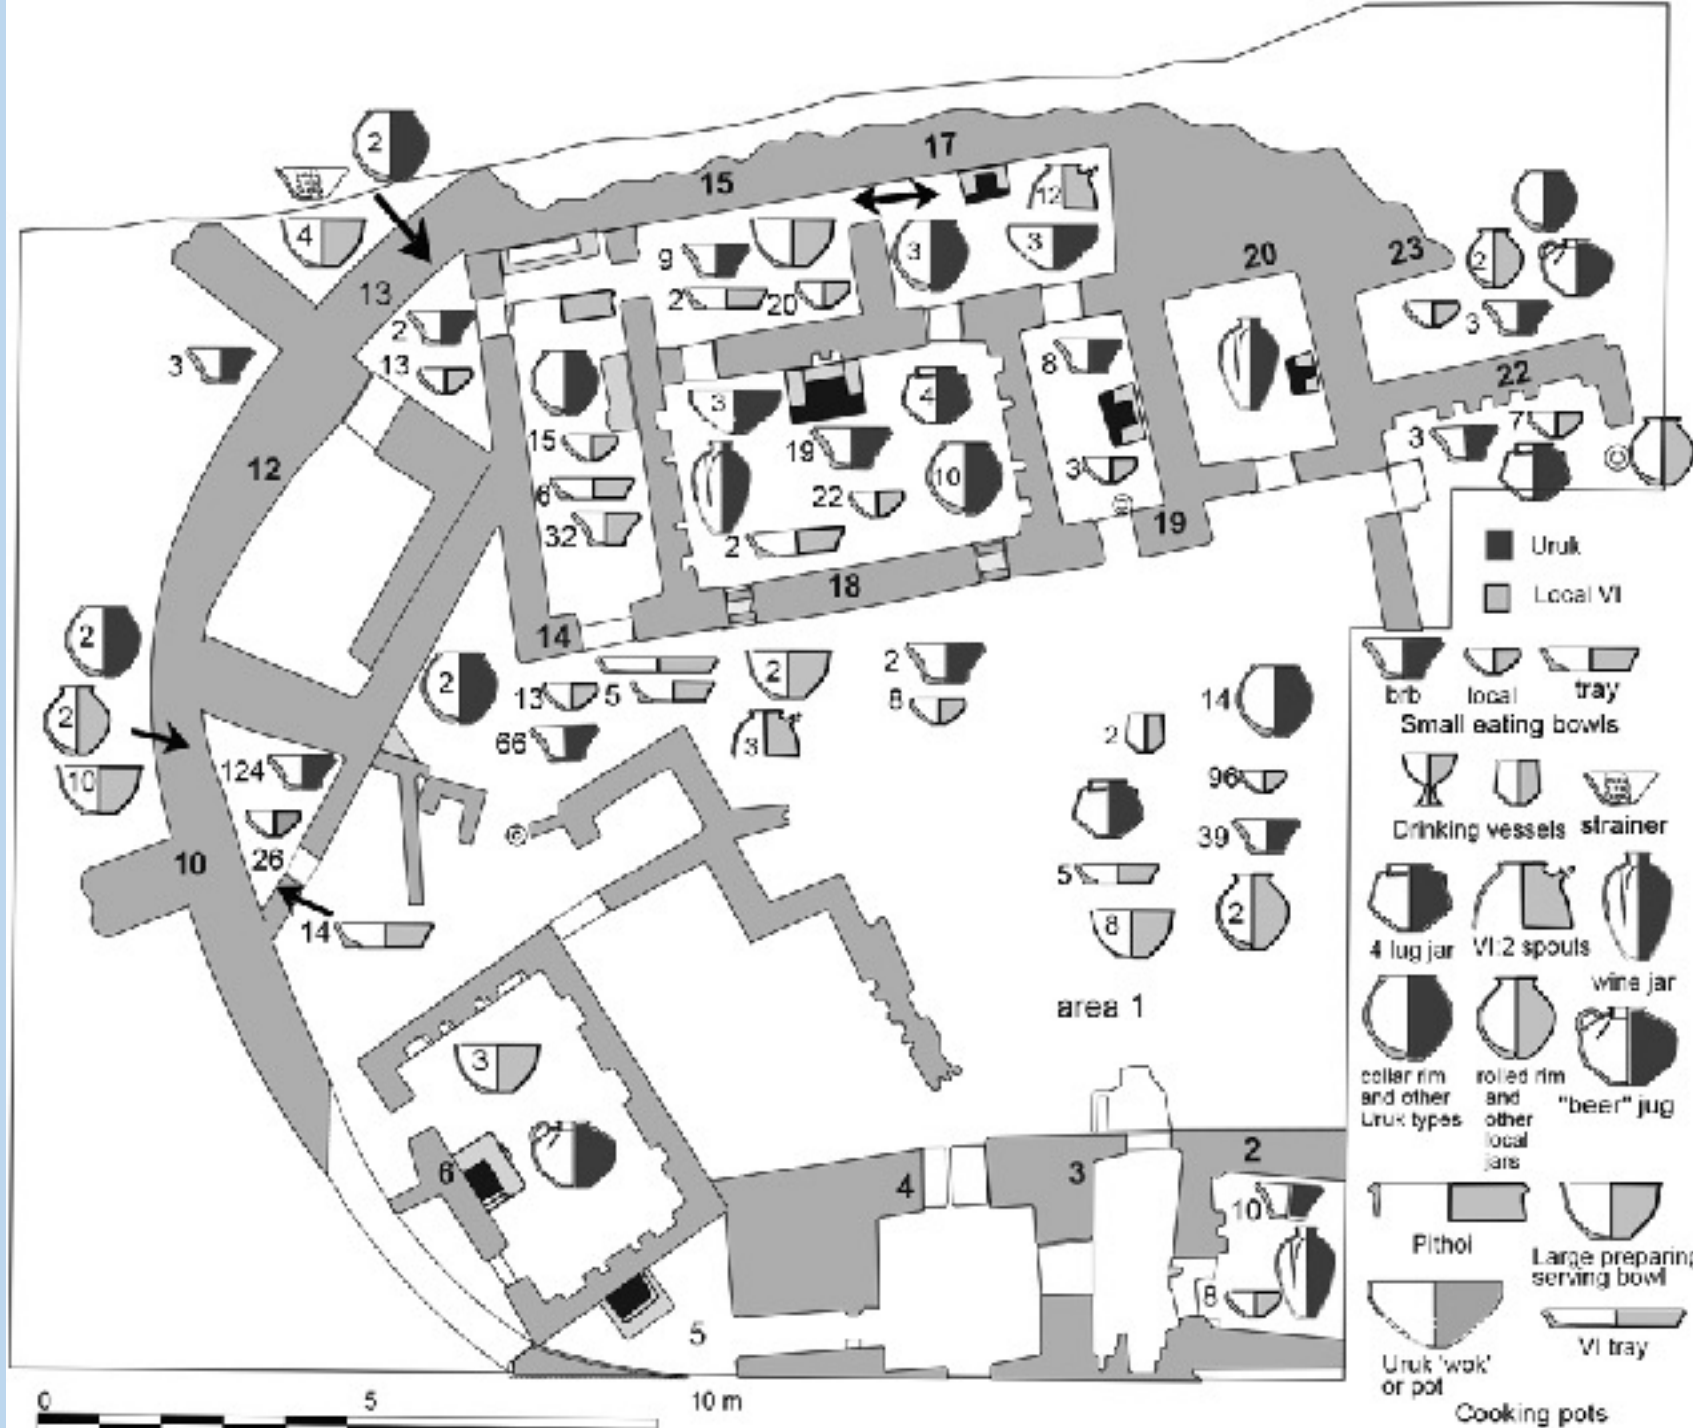 2
17
15
12
4
3
9
3
20
23
2
13
2
20
2
3
3
2
13
8
22
3
4
7
3
15
19
12
10
3
6
22
19
32
2
18
14
Uruk
Local VI
2
2
13
5
2
2
8
14
brb
local
tray
Small eating bowls
2
66
3
2
124
96
10
39
Drinking vessels
strainer
10
26
5
14
8
2
4 lug jar
VI:2 spouts
wine jar
area 1
3
collar rim
and other
Uruk types
rolled rim
and
other
local
jars
"beer" jug
6
4
3
2
10
8
Pithoi
Large preparing
serving bowl
5
VI tray
Uruk 'wok'
or pot
0
5
10 m
Cooking pots